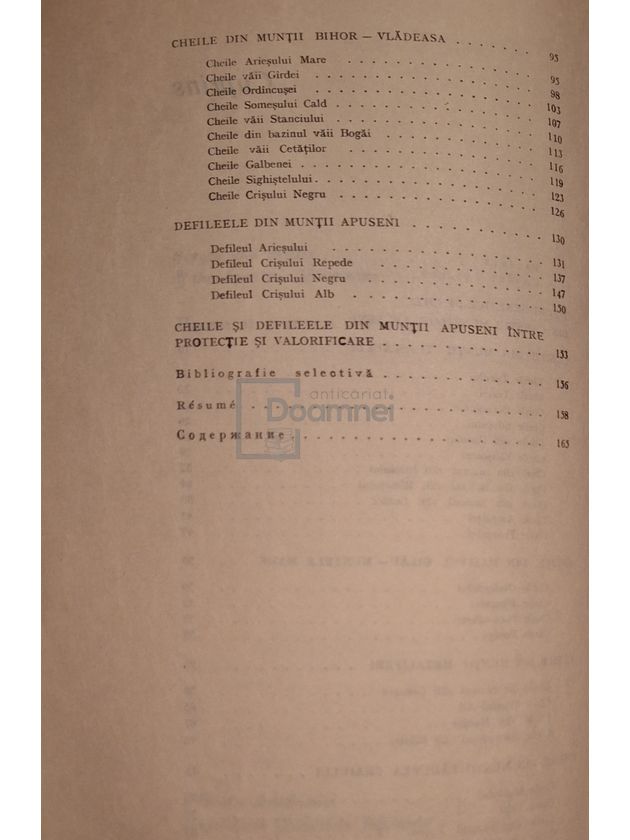 CHEILE DIN MUNȚII BIHOR — VLĂDEASA . . . . . . . 95
Cheile Arieșului Mare . . . . . . . . . . . . 95
Cheile văii Girdei . . . . . . . . . . . . . 98
Cheile Ordincușei . . . . . . . . . . . . . 103
Cheile Someșului Cald . . . . . . . . . . . . 107
Cheile văii Stanciului . . . . . . . . . . . . 110
Cheile din bazinul văii Bogăi . . . . . . . . . 113
Cheile văii Cetăților . . . . . . . . . . . . 116
Cheile Galbenei . . . . . . . . . . . . . . 119
Cheile Sighiștelului . . . . . . . . . . . . . 123
Cheile Crișului Negru . . . . . . . . . . . . 126
DEFILEELE DIN MUNȚII APUSENI . . . . . . . . . 130
Defileul Arieșului . . . . . . . . . . . . . 131
Defileul Crișului Repede . . . . . . . . . . . 137
Defileul Crișului Negru . . . . . . . . . . . 147
Defileul Crișului Alb . . . . . . . . . . . . 150
CHEILE ȘI DEFILEELE DIN MUNȚII APUSENI ÎNTRE
PROTECȚIE ȘI VALORIFICARE . . . . . . . . . . 153
Bibliografie selectivă . . . . . . . . . . . . 156
anticariat
Résumé . . . . . . . . . . . . . . . . . 158
Doamnei
Содержание . . . . . . . . . . . . . . . . 165